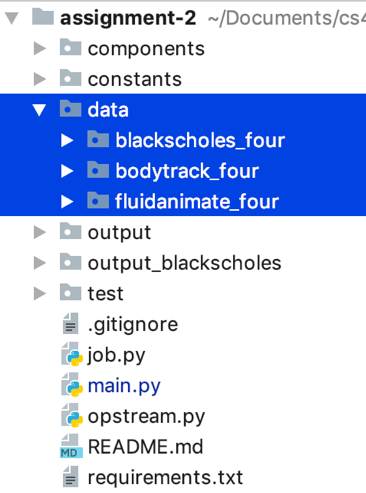 assignment-2 ~/Documents/cs4
components
constants
data
blackscholes_four
bodytrack_four
fluidanimate_four
output
output_blackscholes
test
.gitignore
job.py
main.py
opstream.py
MD README.md
requirements.txt